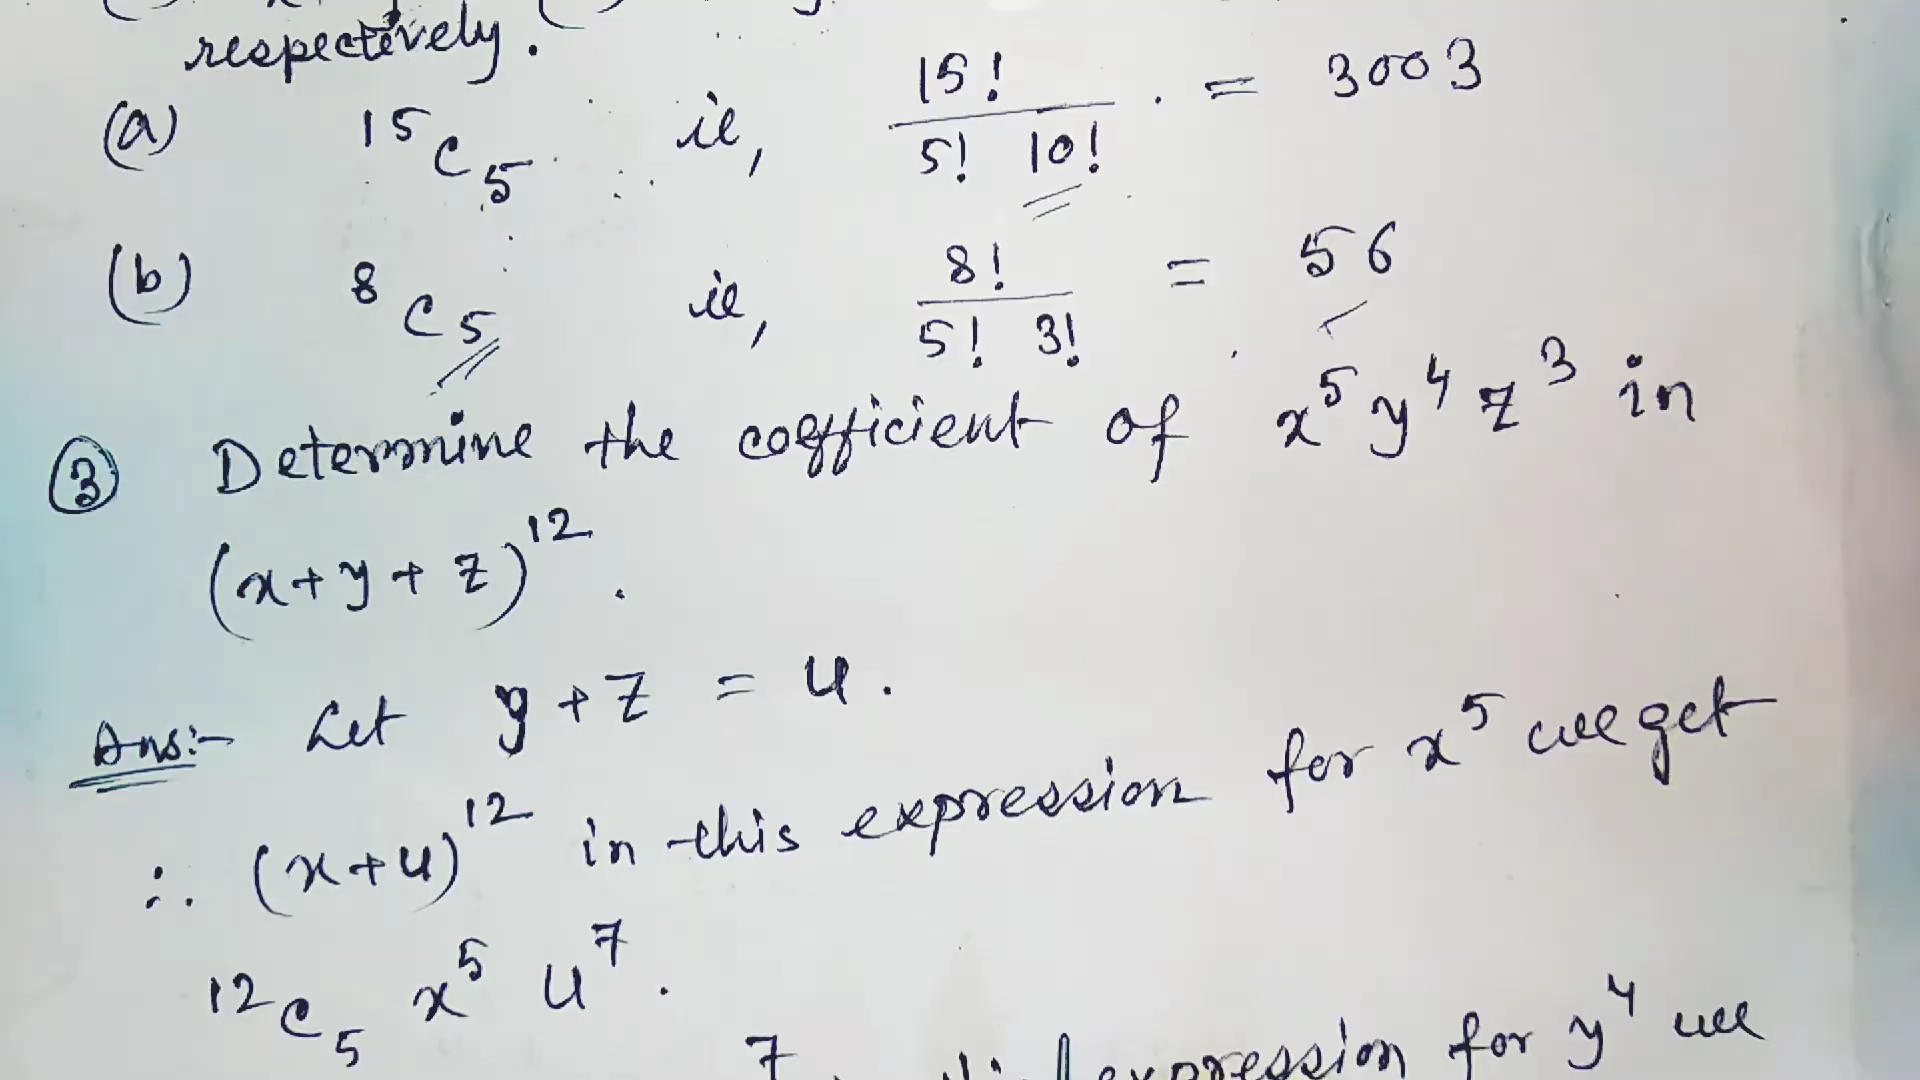 respectively.
(a) ¹⁵C₅ ie, 15! / 5! 10! = 3003
(b) ⁸C₅ ie, 8! / 5! 3! = 56
③ Determine the coefficient of x⁵y⁴z³ in
(x+y+z)¹².
Ans:- Let y+z = u.
∴ (x+u)¹² in this expression for x⁵ we get
¹²C₅ x⁵ u⁷.
7 expression for y⁴ we